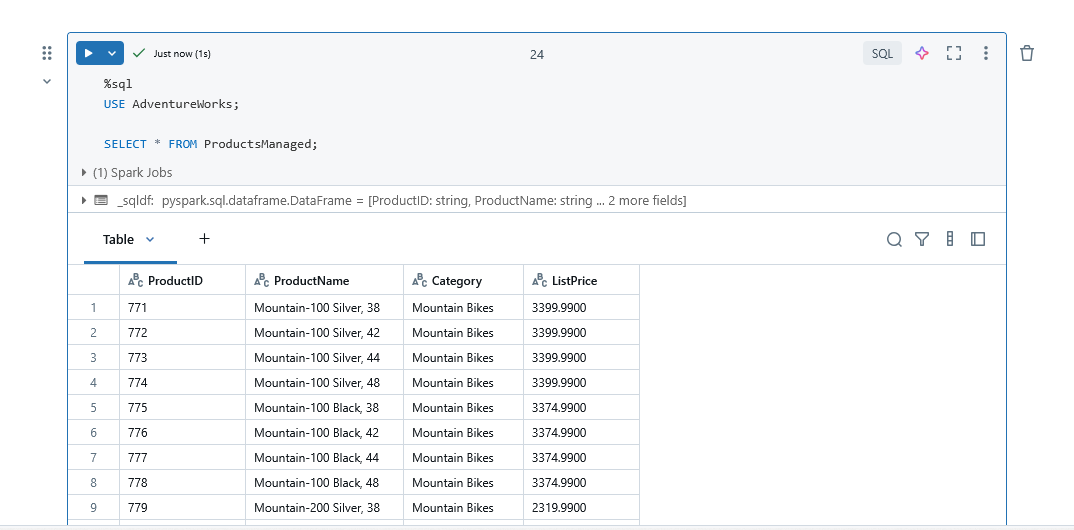 Just now (1s)
24
SQL
%sql
USE AdventureWorks;
SELECT * FROM ProductsManaged;
(1) Spark Jobs
_sqldf: pyspark.sql.dataframe.DataFrame = [ProductID: string, ProductName: string ... 2 more fields]
Table +
ABC ProductID ABC ProductName ABC Category ABC ListPrice
1 771 Mountain-100 Silver, 38 Mountain Bikes 3399.9900
2 772 Mountain-100 Silver, 42 Mountain Bikes 3399.9900
3 773 Mountain-100 Silver, 44 Mountain Bikes 3399.9900
4 774 Mountain-100 Silver, 48 Mountain Bikes 3399.9900
5 775 Mountain-100 Black, 38 Mountain Bikes 3374.9900
6 776 Mountain-100 Black, 42 Mountain Bikes 3374.9900
7 777 Mountain-100 Black, 44 Mountain Bikes 3374.9900
8 778 Mountain-100 Black, 48 Mountain Bikes 3374.9900
9 779 Mountain-200 Silver, 38 Mountain Bikes 2319.9900